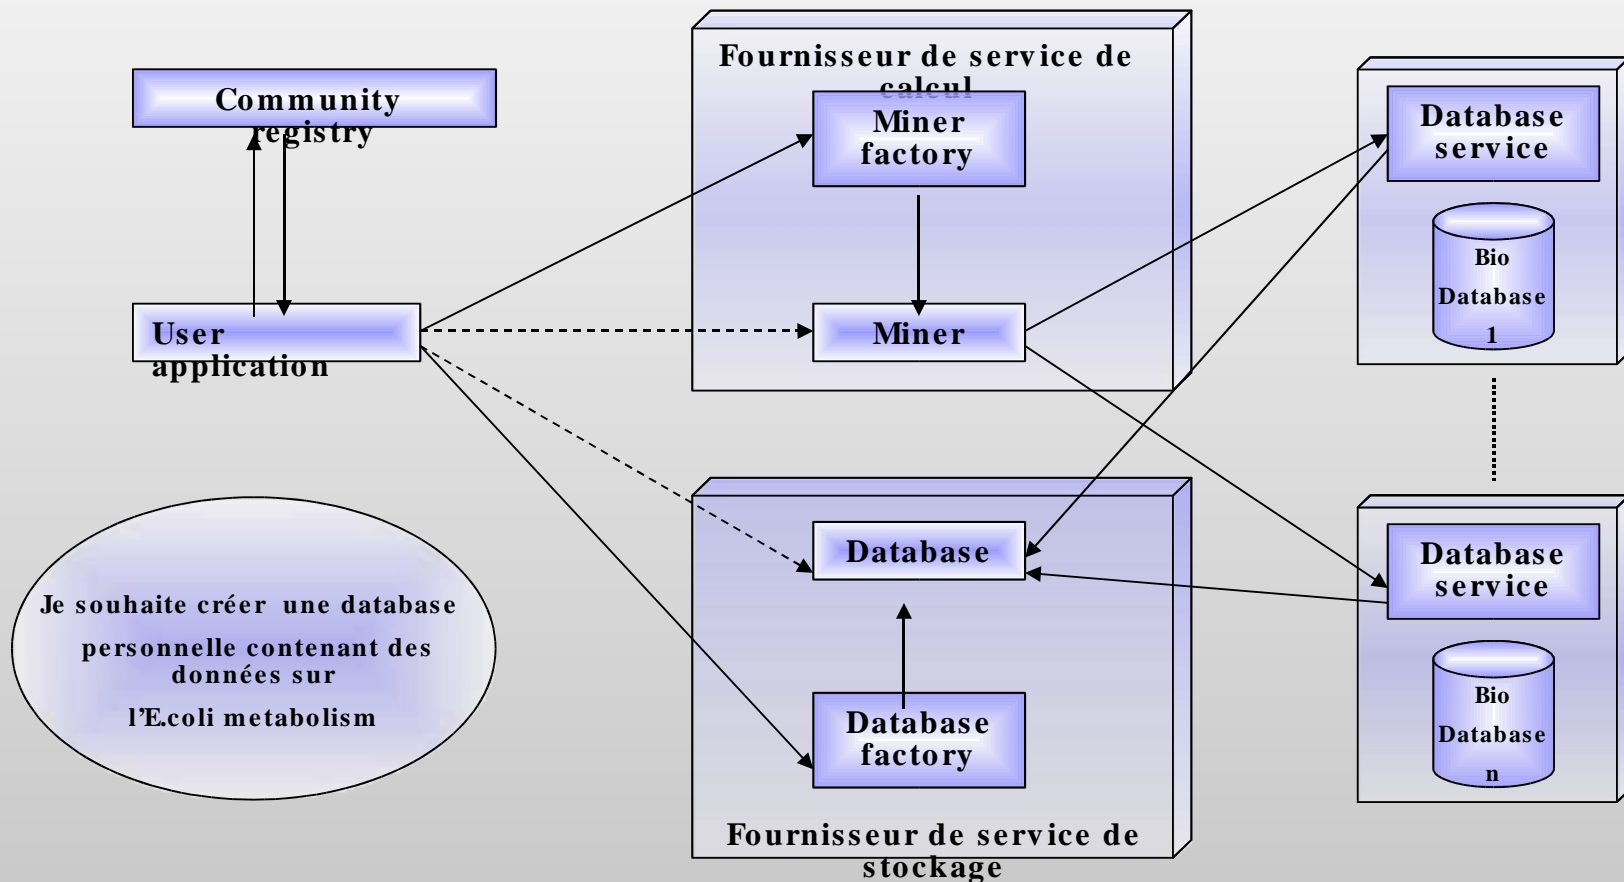 Fournisseur de service de
calcul
Community
registry
Miner
factory
Database
service
Bio
Database
1
User
application
Miner
Database
Database
service
Je souhaite créer une database
personnelle contenant des
données sur
l’E.coli metabolism
Database
factory
Bio
Database
n
Fournisseur de service de
stockage